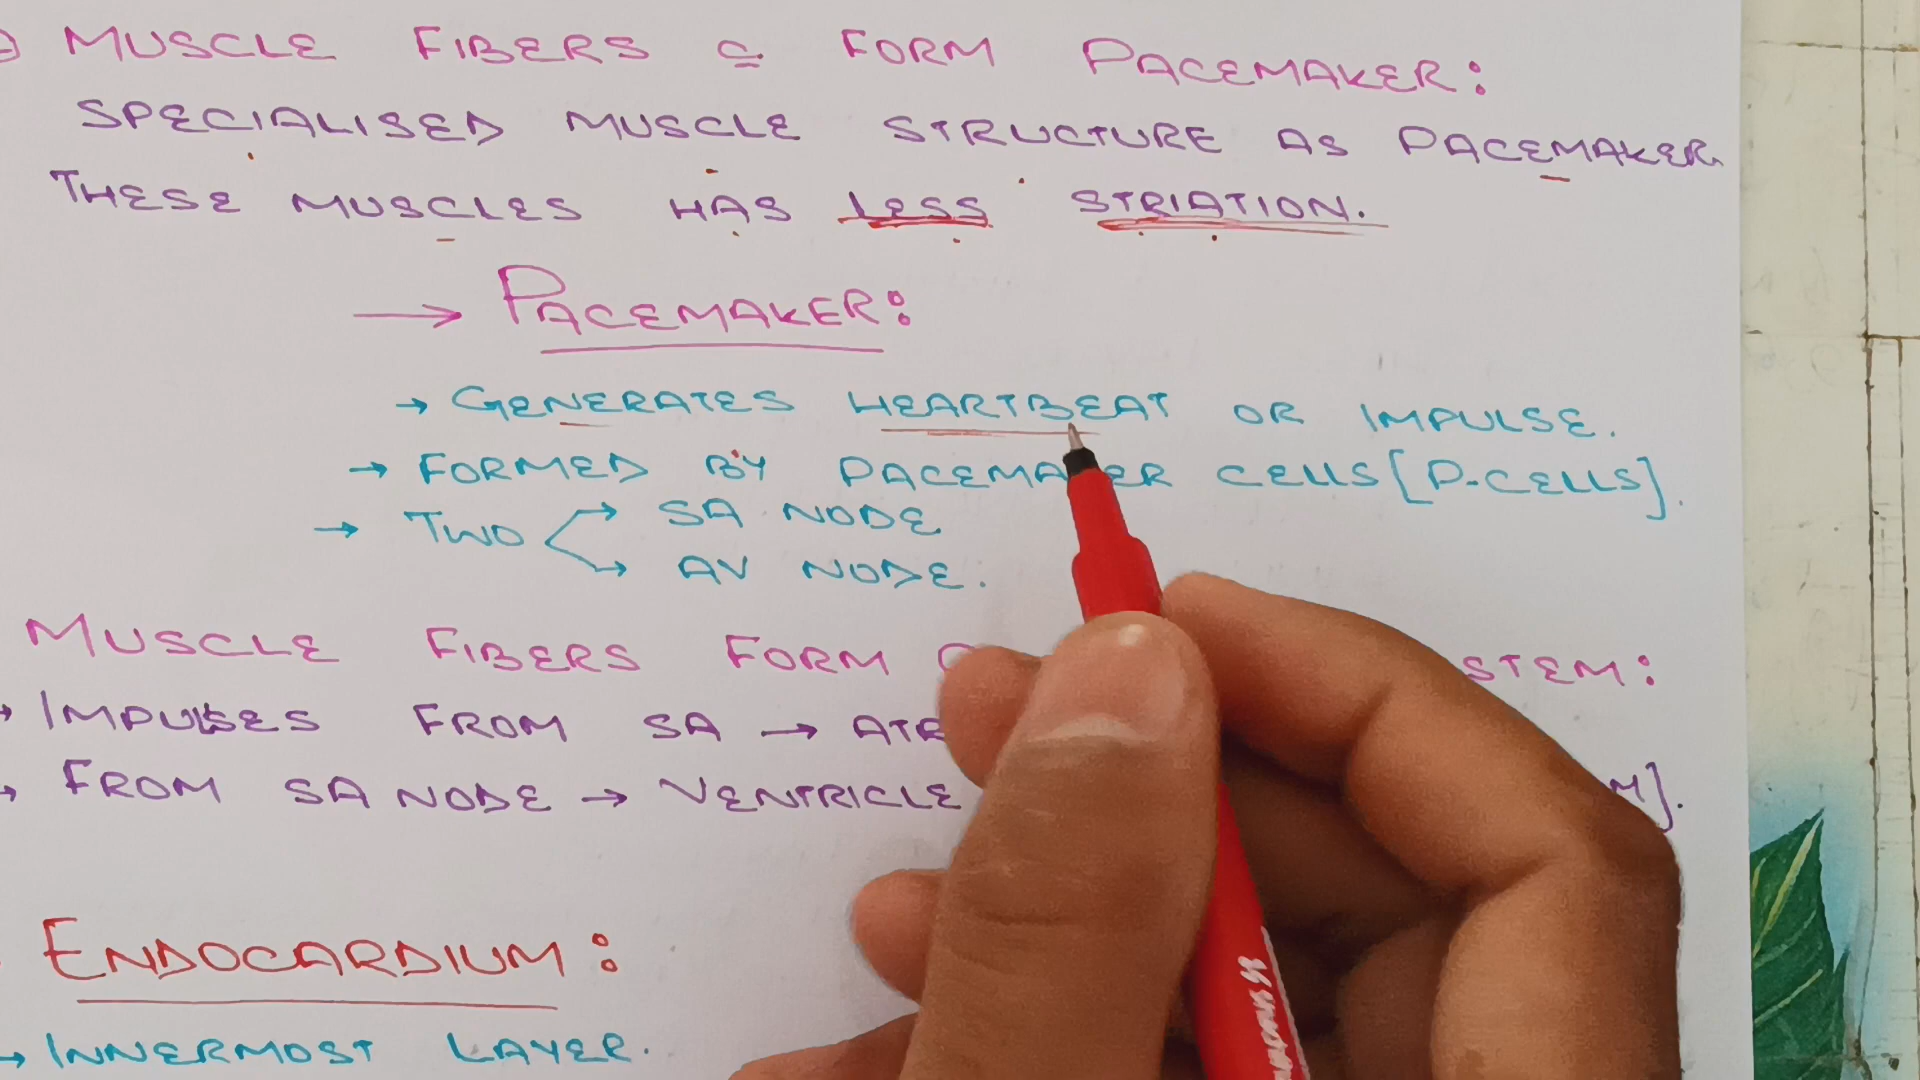 MUSCLE FIBERS C̲ FORM PACEMAKER:
SPECIALISED MUSCLE STRUCTURE AS PACEMAKER.
THESE MUSCLES HAS LESS STRIATION.
→ PACEMAKER:
→ GENERATES HEARTBEAT OR IMPULSE.
→ FORMED BY PACEMAKER CELLS [P-CELLS].
→ TWO → SA NODE
→ AV NODE.
MUSCLE FIBERS FORM STEM:
→ IMPULSES FROM SA → ATR
→ FROM SA NODE → VENTRICLE M].
ENDOCARDIUM:
→ INNERMOST LAYER.